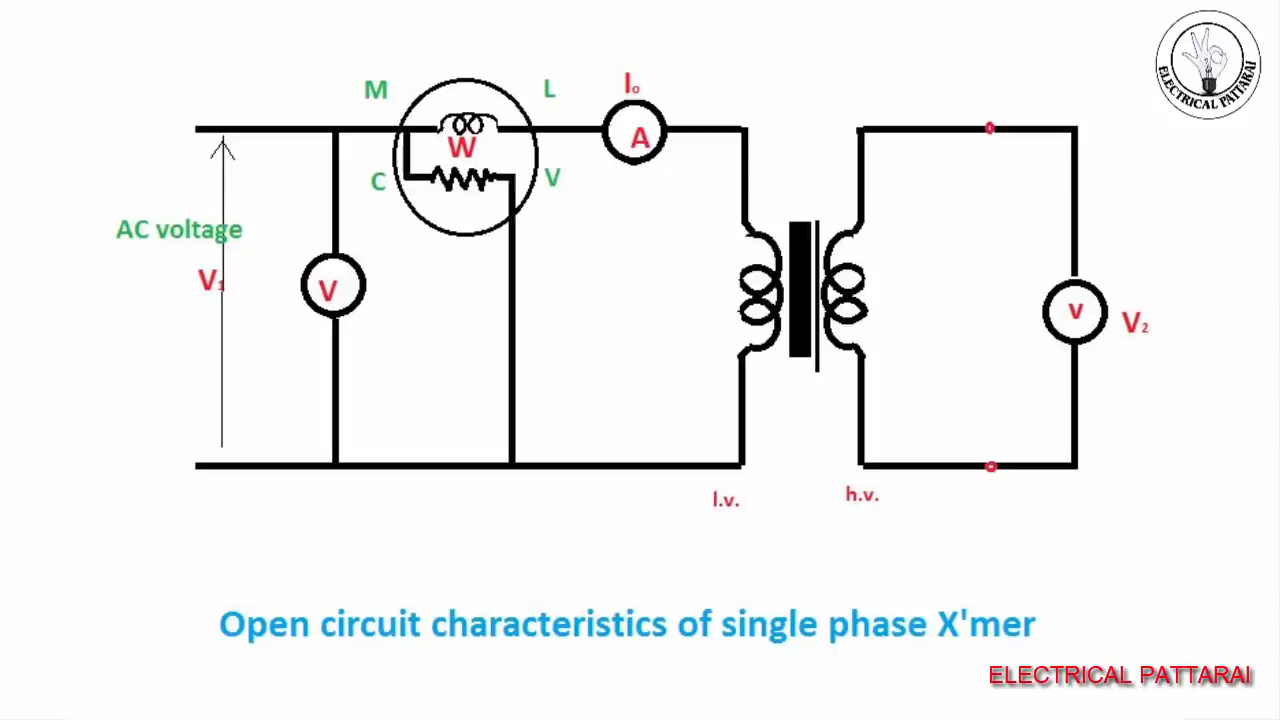 ELECTRICAL PATTARAI
M
L
I₀
W
A
C
V
AC voltage
V₁
V
v
V₂
l.v.
h.v.
Open circuit characteristics of single phase X'mer
ELECTRICAL PATTARAI